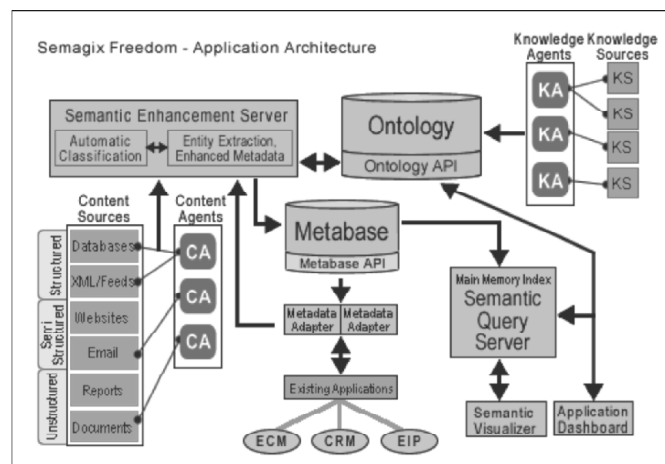 Semagix Freedom - Application Architecture
Knowledge
Agents
Knowledge
Sources
KA
KS
KS
KA
KS
KA
KS
Semantic Enhancement Server
Automatic
Classification
Entity Extraction,
Enhanced Metadata
Ontology
Ontology API
Content
Sources
Content
Agents
Structured
Semi
Structured
Unstructured
Databases
XML/Feeds
Websites
Email
Reports
Documents
CA
CA
CA
Metabase
Metabase API
Metadata
Adapter
Metadata
Adapter
Existing Applications
ECM
CRM
EIP
Main Memory Index
Semantic
Query
Server
Semantic
Visualizer
Application
Dashboard